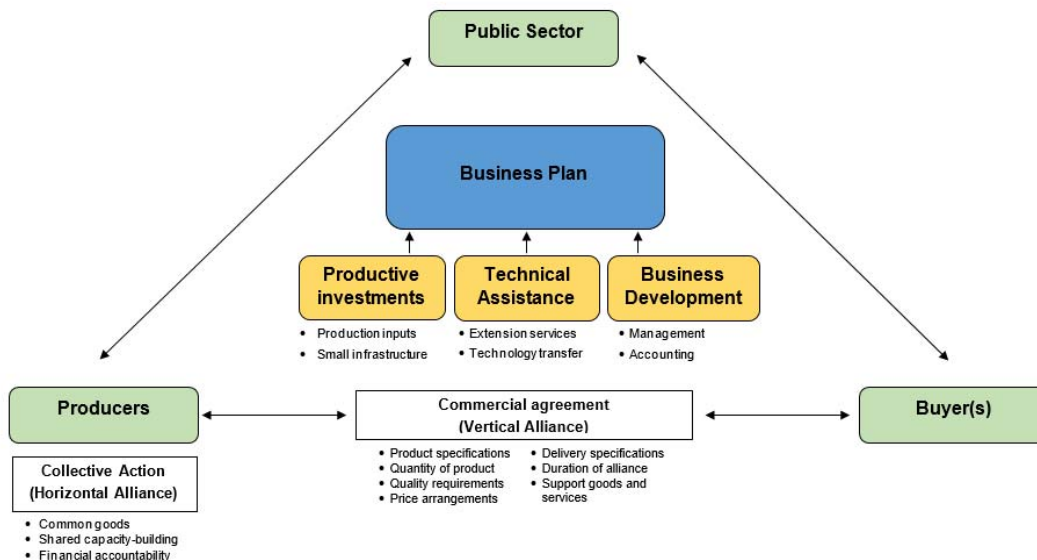 Public Sector
Business Plan
Productive
investments
Technical
Assistance
Business
Development
• Production inputs
• Small infrastructure
• Extension services
• Technology transfer
• Management
• Accounting
Producers
Commercial agreement
(Vertical Alliance)
Buyer(s)
• Product specifications
• Quantity of product
• Quality requirements
• Price arrangements
• Delivery specifications
• Duration of alliance
• Support goods and
services
Collective Action
(Horizontal Alliance)
• Common goods
• Shared capacity-building
• Financial accountability